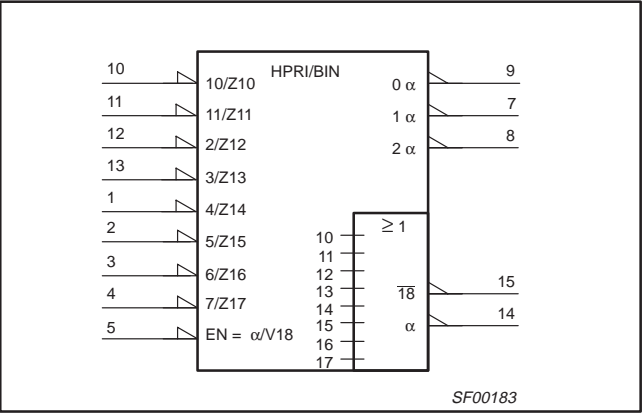 HPRI/BIN
10 10/Z10 0 α 9
11 11/Z11 1 α 7
12 2/Z12 2 α 8
13 3/Z13
1 4/Z14
2 5/Z15
3 6/Z16
4 7/Z17
5 EN = α/V18
≥ 1
10
11
12
13
14
15
16
17
18 15
α 14
SF00183